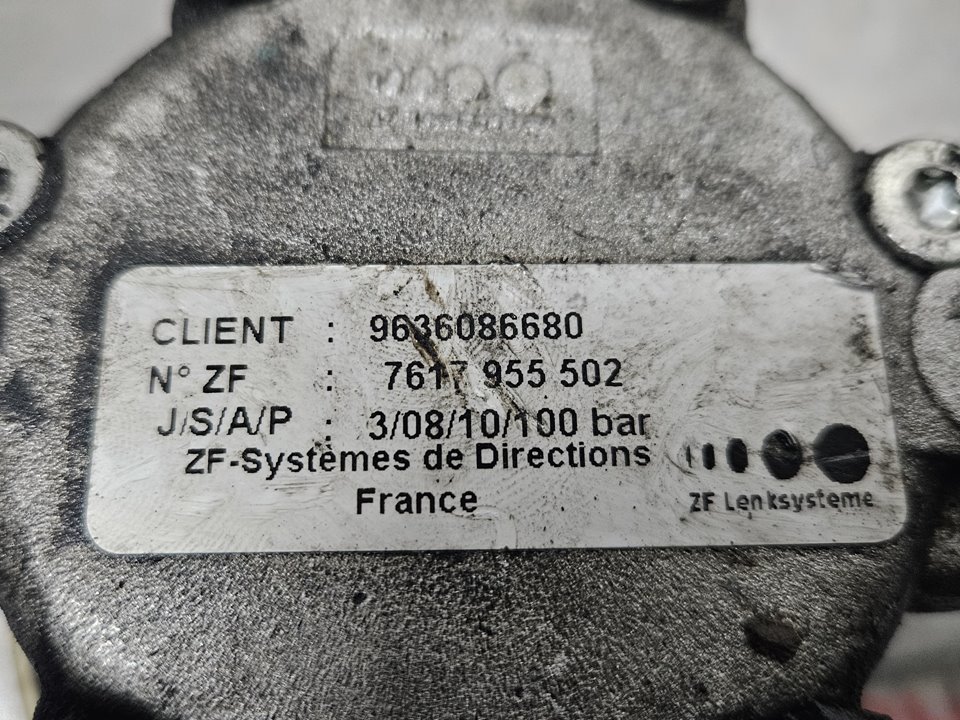 CLIENT : 9636086680
N° ZF : 7617 955 502
J/S/A/P : 3/08/10/100 bar
ZF-Systèmes de Directions
France
ZF Lenksysteme